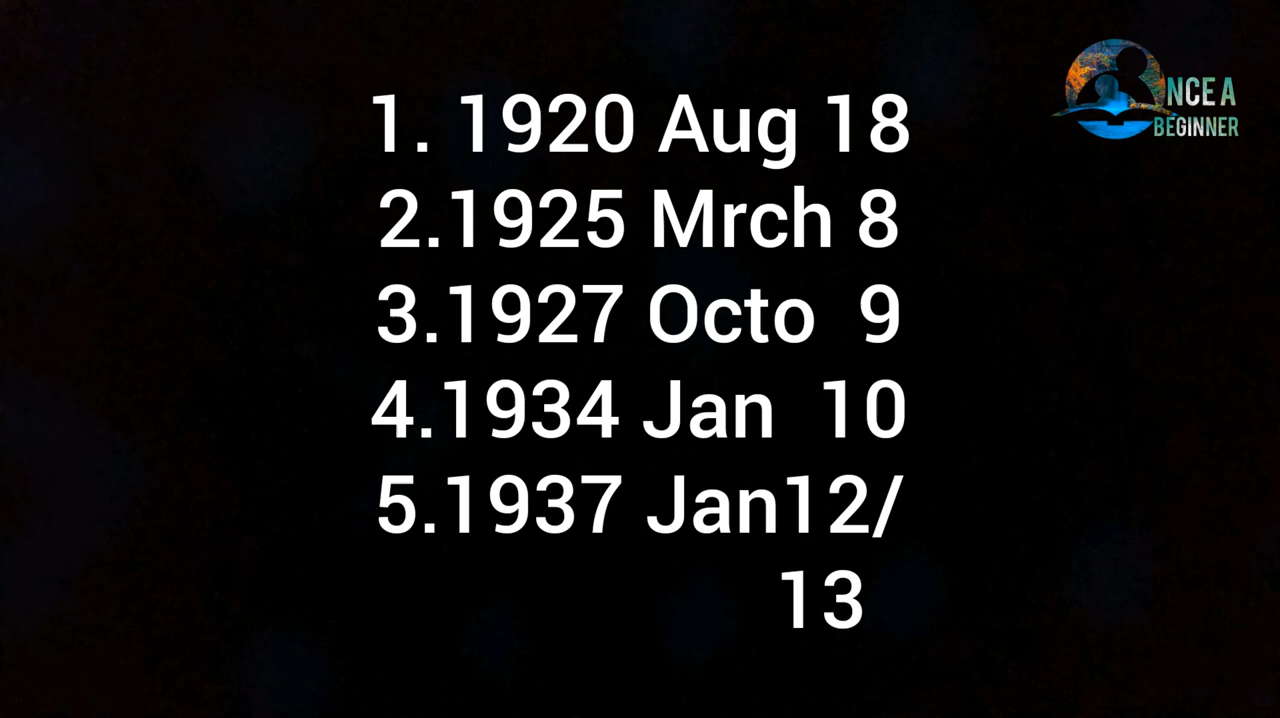 1. 1920 Aug 18
2.1925 Mrch 8
3.1927 Octo 9
4.1934 Jan 10
5.1937 Jan12/
13
NCE A
BEGINNER